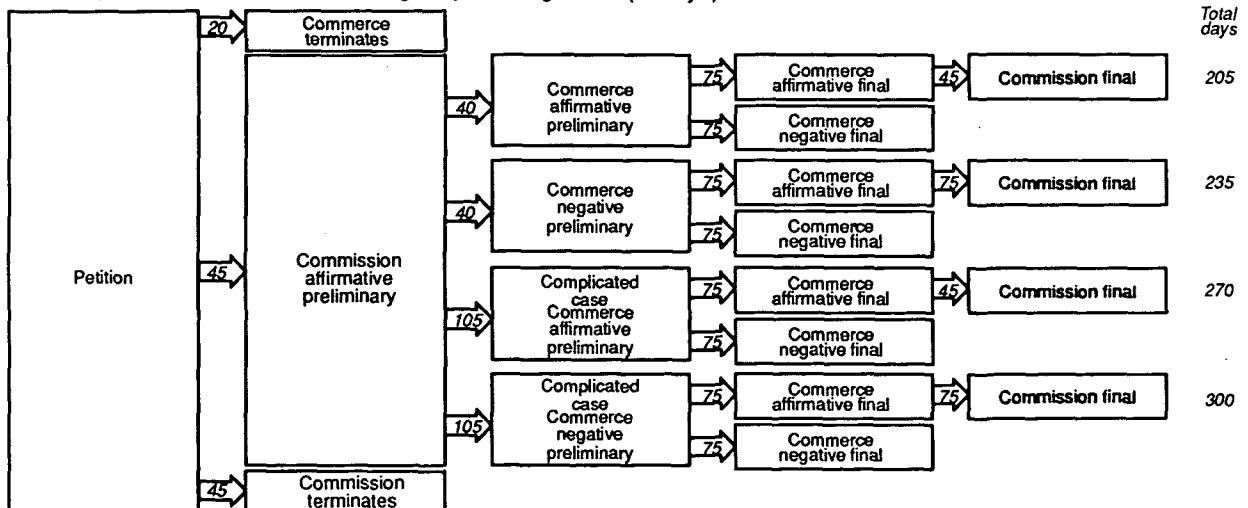 Total
days
20
Commerce
terminates
Petition
45
Commission
affirmative
preliminary
40
Commerce
affirmative
preliminary
75
Commerce
affirmative final
45
Commission final
205
75
Commerce
negative final
40
Commerce
negative
preliminary
75
Commerce
affirmative final
75
Commission final
235
75
Commerce
negative final
105
Complicated
case
Commerce
affirmative
preliminary
75
Commerce
affirmative final
45
Commission final
270
75
Commerce
negative final
105
Complicated
case
Commerce
negative
preliminary
75
Commerce
affirmative final
75
Commission final
300
75
Commerce
negative final
45
Commission
terminates